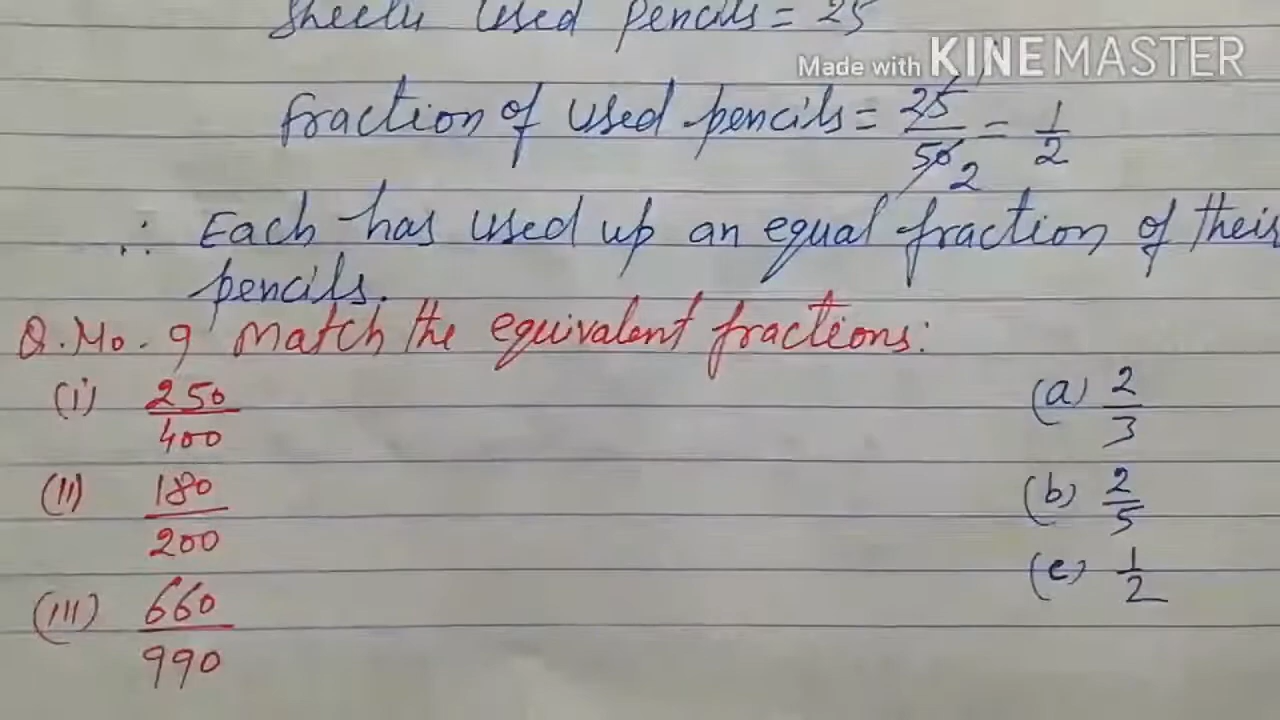 Sheelu used pencils = 25
Made with KINEMASTER
fraction of used pencils = 25/50 2 = 1/2
∴ Each has used up an equal fraction of their
pencils.
Q.No. 9 Match the equivalent fractions:
(i) 250/400 (a) 2/3
(ii) 180/200 (b) 2/5
(iii) 660/990 (c) 1/2